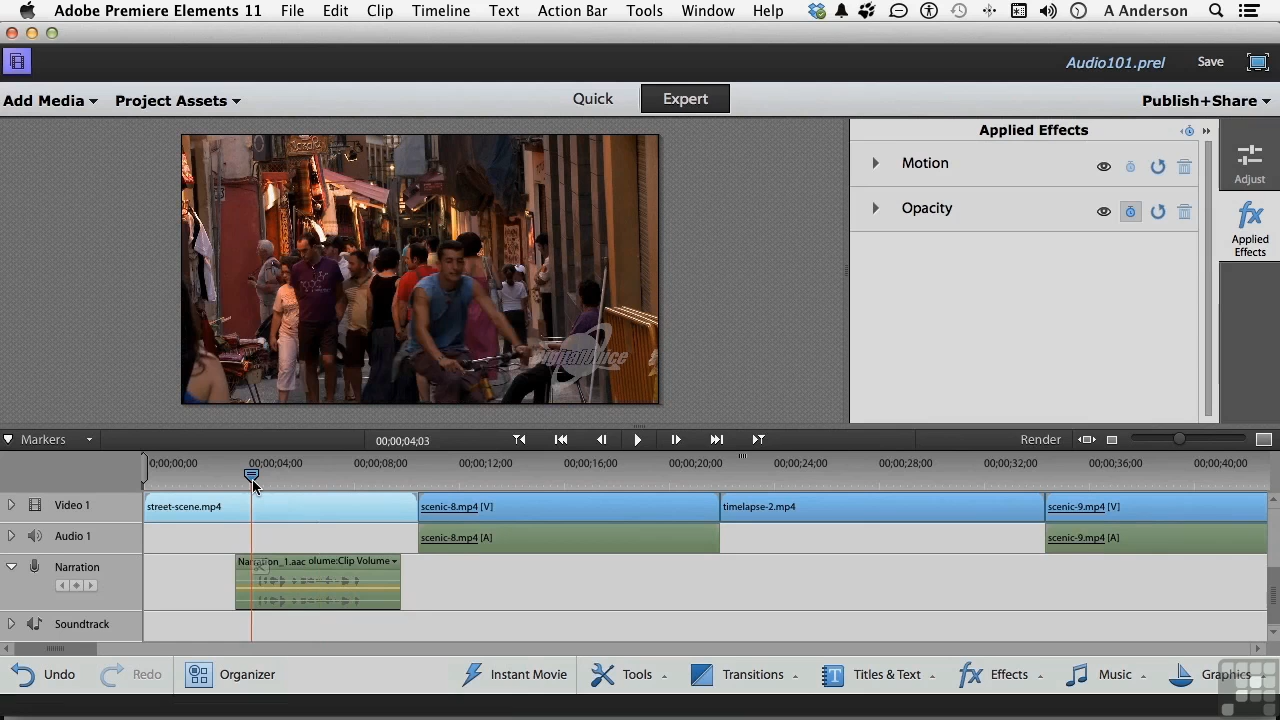 Adobe Premiere Elements 11 File Edit Clip Timeline Text Action Bar Tools Window Help A Anderson
Audio101.prel Save
Add Media Project Assets Quick Expert Publish+Share
Applied Effects
Motion
Opacity
Adjust
Applied
Effects
Markers 00;00;04;03 Render
0;00;00;00 00;00;04;00 00;00;08;00 00;00;12;00 00;00;16;00 00;00;20;00 00;00;24;00 00;00;28;00 00;00;32;00 00;00;36;00 00;00;40;00
Video 1 street-scene.mp4 scenic-8.mp4 [V] timelapse-2.mp4 scenic-9.mp4 [V]
Audio 1 scenic-8.mp4 [A] scenic-9.mp4 [A]
Narration Narration_1.aac olume:Clip Volume
Soundtrack
Undo Redo Organizer Instant Movie Tools Transitions Titles & Text Effects Music Graphics